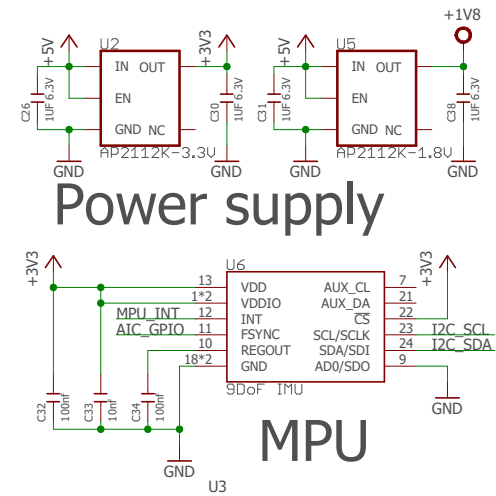 +1V8
U2
U5
+5V
+3V3
+5V
IN OUT
EN
GND NC
C26
1UF 6.3V
C30
1UF 6.3V
IN OUT
EN
GND NC
C31
1UF 6.3V
C38
1UF 6.3V
AP2112K-3.3V
AP2112K-1.8V
GND
GND
GND
GND
Power supply
+3V3
U6
+3V3
13 VDD AUX_CL 7
1*2 VDDIO AUX_DA 21
MPU_INT 12 INT CS 22
AIC_GPIO 11 FSYNC SCL/SCLK 23 I2C_SCL
10 REGOUT SDA/SDI 24 I2C_SDA
18*2 GND AD0/SDO 9
9DoF IMU
C32
100nf
C33
10nf
C34
100nf
GND
MPU
GND
U3